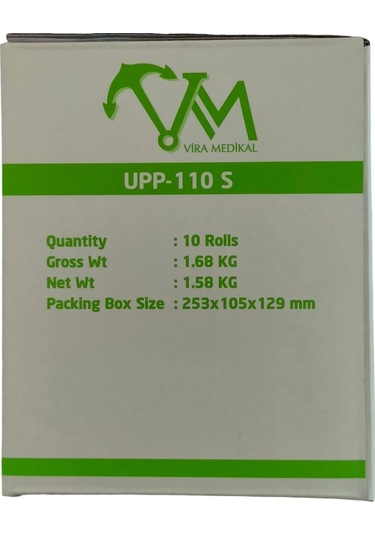 VM
VİRA MEDİKAL
UPP-110 S
Quantity : 10 Rolls
Gross Wt : 1.68 KG
Net Wt : 1.58 KG
Packing Box Size : 253x105x129 mm